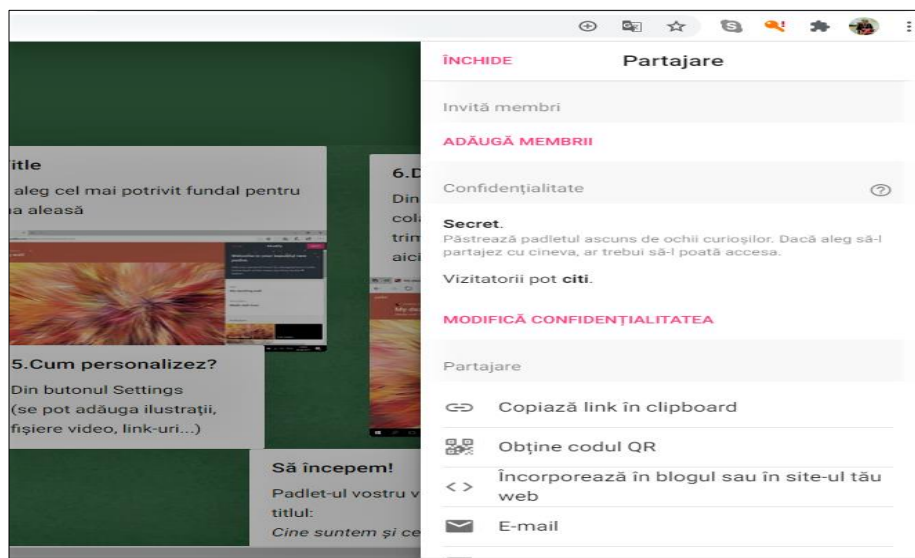 ÎNCHIDE
Partajare
Invită membri
ADĂUGĂ MEMBRII
Confidențialitate
Secret.
Păstrează padletul ascuns de ochii curioșilor. Dacă aleg să-l
partajez cu cineva, ar trebui să-l poată accesa.
Vizitatorii pot citi.
MODIFICĂ CONFIDENȚIALITATEA
Partajare
Copiază link în clipboard
Obține codul QR
Încorporează în blogul sau în site-ul tău
web
E-mail
itle
aleg cel mai potrivit fundal pentru
na aleasă
5.Cum personalizez?
Din butonul Settings
(se pot adăuga ilustrații,
fișiere video, link-uri...)
6.D
Din
col
trim
aici
Să începem!
Padlet-ul vostru v
titlul:
Cine suntem și ce